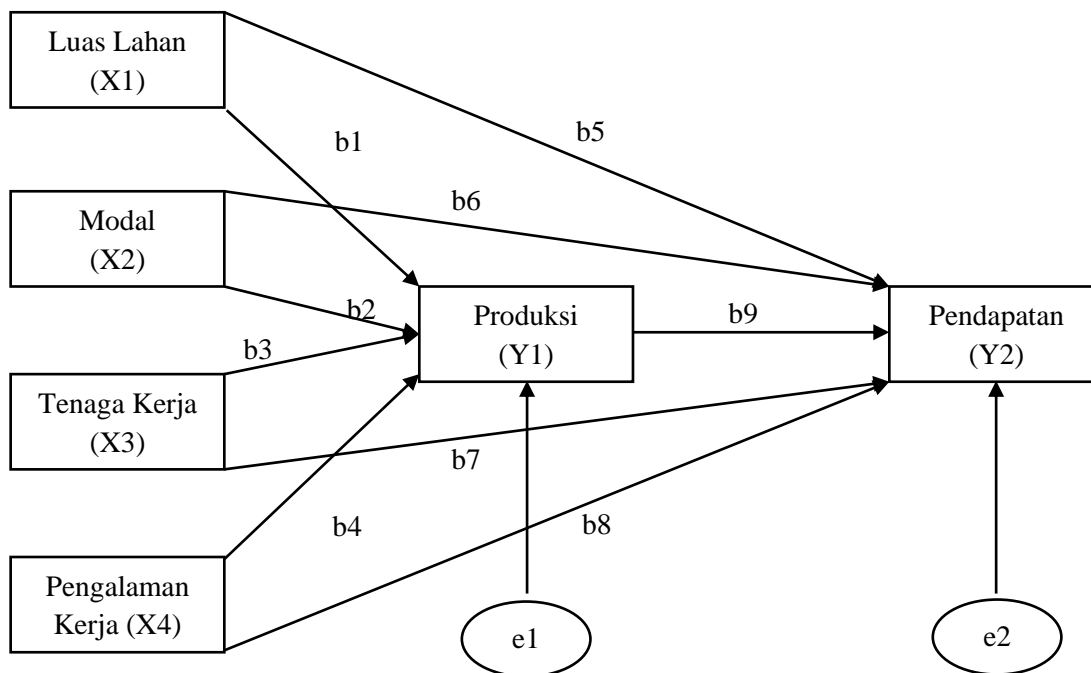 Luas Lahan
(X1)
b1
b5
Modal
(X2)
b6
b2
b3
Produksi
(Y1)
b9
Pendapatan
(Y2)
Tenaga Kerja
(X3)
b7
b4
b8
Pengalaman
Kerja (X4)
e1
e2